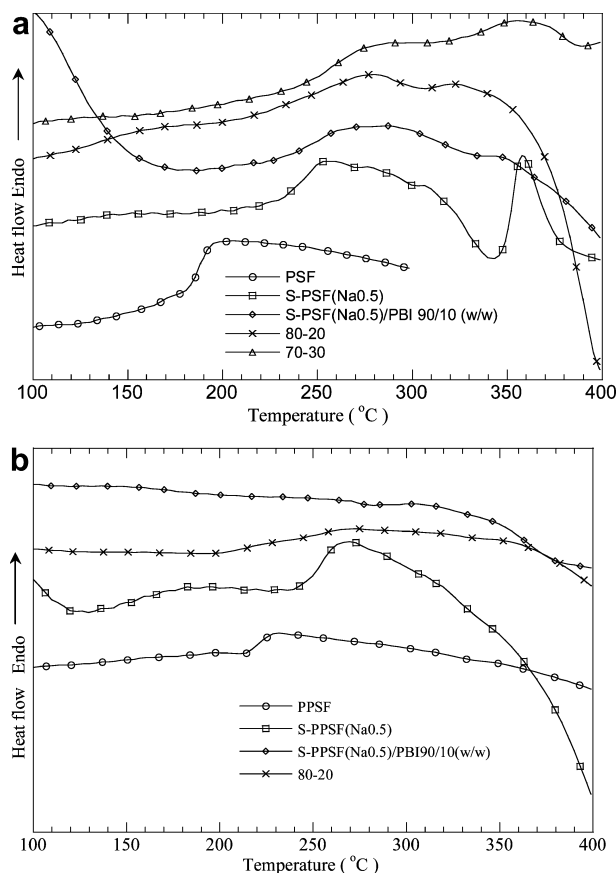 a
Heat flow Endo
PSF
S-PSF(Na0.5)
S-PSF(Na0.5)/PBI 90/10 (w/w)
80-20
70-30
100 150 200 250 300 350 400
Temperature ( °C)
b
Heat flow Endo
PPSF
S-PPSF(Na0.5)
S-PPSF(Na0.5)/PBI90/10(w/w)
80-20
100 150 200 250 300 350 400
Temperature ( °C)